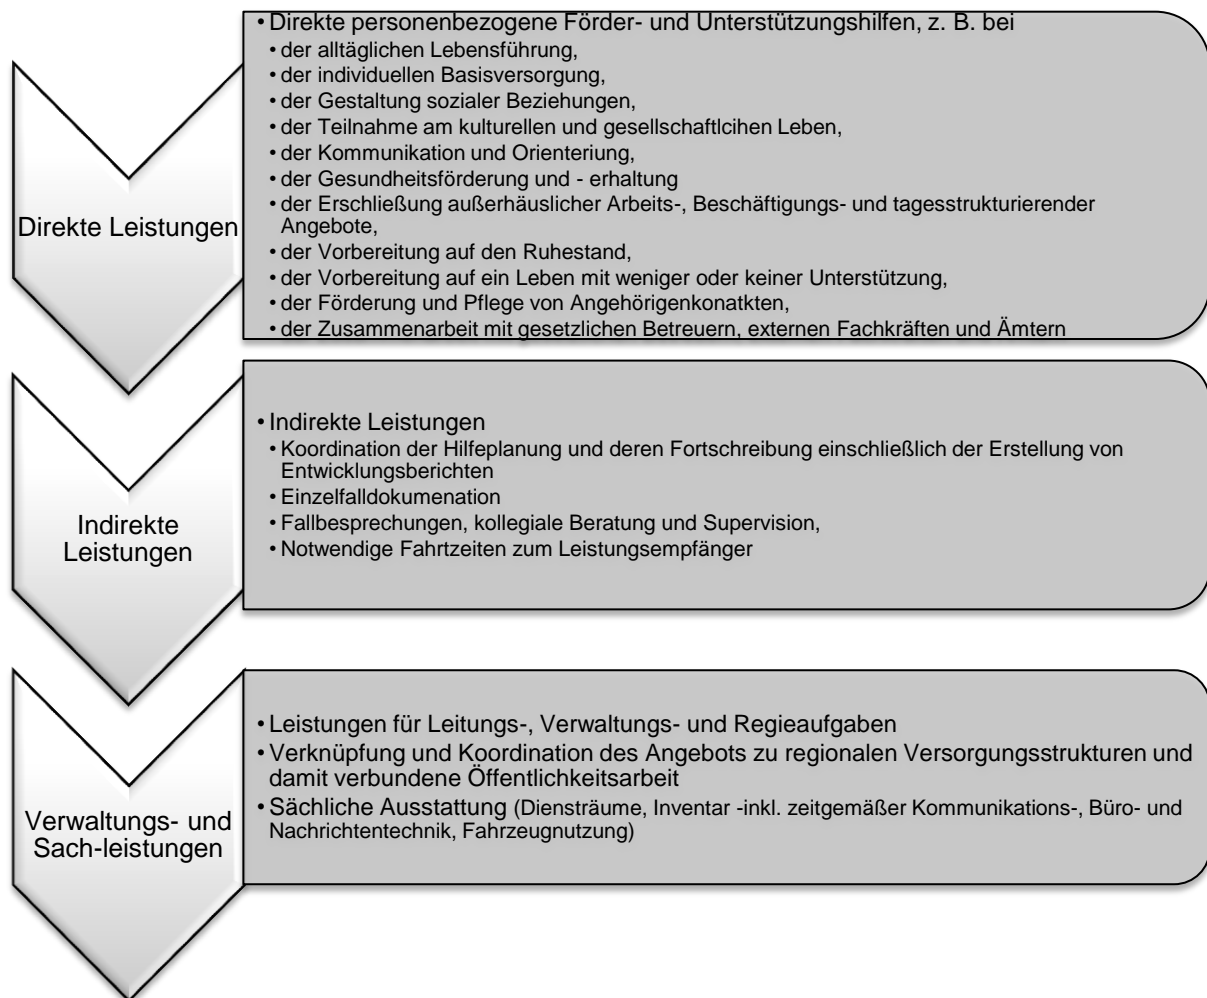 • Direkte personenbezogene Förder- und Unterstützungshilfen, z. B. bei
• der alltäglichen Lebensführung,
• der individuellen Basisversorgung,
• der Gestaltung sozialer Beziehungen,
• der Teilnahme am kulturellen und gesellschaftlcihen Leben,
• der Kommunikation und Orienteriung,
• der Gesundheitsförderung und - erhaltung
• der Erschließung außerhäuslicher Arbeits-, Beschäftigungs- und tagesstrukturierender
Angebote,
• der Vorbereitung auf den Ruhestand,
• der Vorbereitung auf ein Leben mit weniger oder keiner Unterstützung,
• der Förderung und Pflege von Angehörigenkonatkten,
• der Zusammenarbeit mit gesetzlichen Betreuern, externen Fachkräften und Ämtern
Direkte Leistungen
• Indirekte Leistungen
• Koordination der Hilfeplanung und deren Fortschreibung einschließlich der Erstellung von
Entwicklungsberichten
• Einzelfalldokumenation
• Fallbesprechungen, kollegiale Beratung und Supervision,
• Notwendige Fahrtzeiten zum Leistungsempfänger
Indirekte
Leistungen
• Leistungen für Leitungs-, Verwaltungs- und Regieaufgaben
• Verknüpfung und Koordination des Angebots zu regionalen Versorgungsstrukturen und
damit verbundene Öffentlichkeitsarbeit
• Sächliche Ausstattung (Diensträume, Inventar -inkl. zeitgemäßer Kommunikations-, Büro- und
Nachrichtentechnik, Fahrzeugnutzung)
Verwaltungs- und
Sach-leistungen